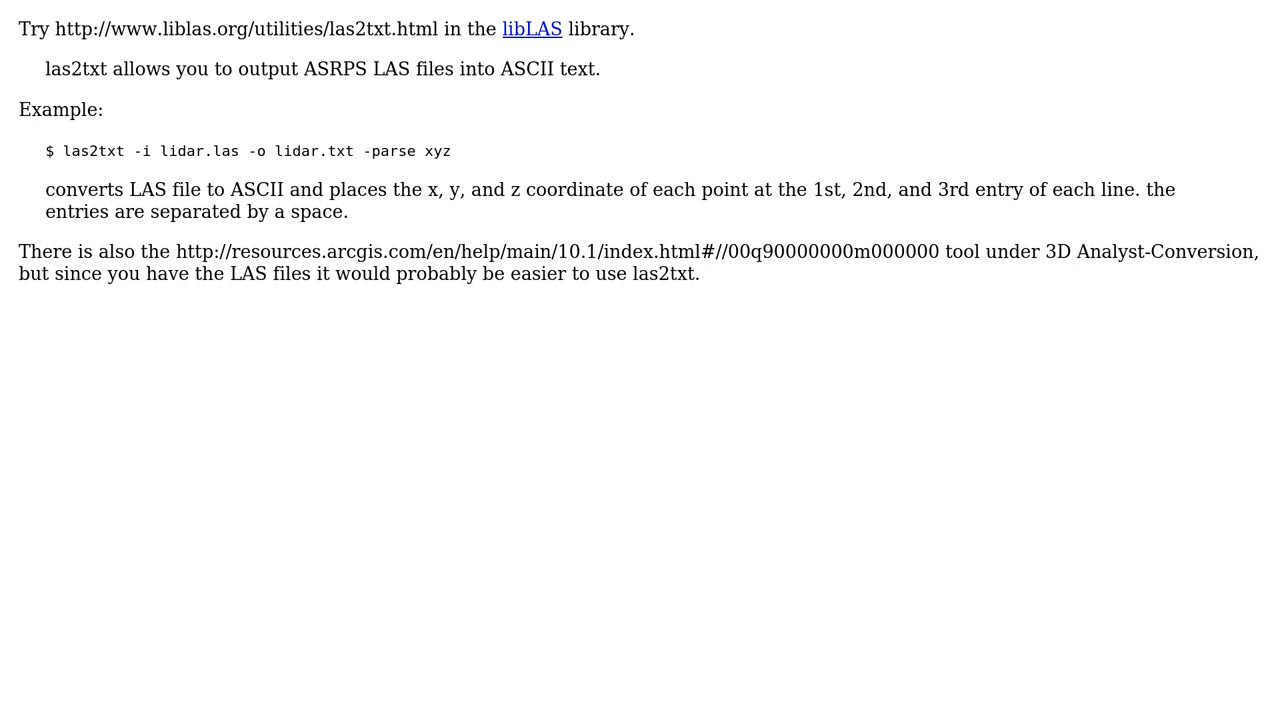 Try http://www.liblas.org/utilities/las2txt.html in the libLAS library.
las2txt allows you to output ASRPS LAS files into ASCII text.
Example:
$ las2txt -i lidar.las -o lidar.txt -parse xyz
converts LAS file to ASCII and places the x, y, and z coordinate of each point at the 1st, 2nd, and 3rd entry of each line. the
entries are separated by a space.
There is also the http://resources.arcgis.com/en/help/main/10.1/index.html#//00q90000000m000000 tool under 3D Analyst-Conversion,
but since you have the LAS files it would probably be easier to use las2txt.